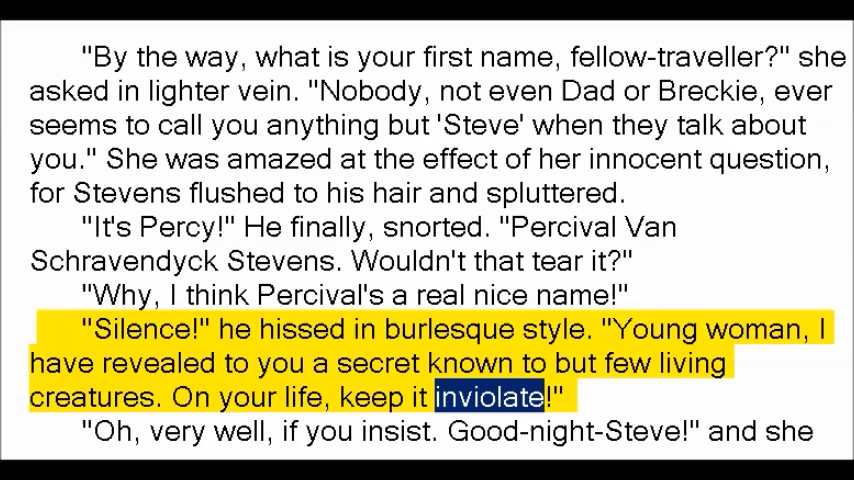 "By the way, what is your first name, fellow-traveller?" she
asked in lighter vein. "Nobody, not even Dad or Breckie, ever
seems to call you anything but 'Steve' when they talk about
you." She was amazed at the effect of her innocent question,
for Stevens flushed to his hair and spluttered.
"It's Percy!" He finally, snorted. "Percival Van
Schravendyck Stevens. Wouldn't that tear it?"
"Why, I think Percival's a real nice name!"
"Silence!" he hissed in burlesque style. "Young woman, I
have revealed to you a secret known to but few living
creatures. On your life, keep it inviolate!"
"Oh, very well, if you insist. Good-night-Steve!" and she